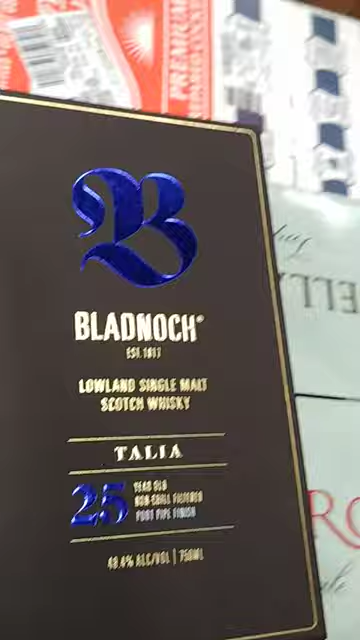 PREMIUM
B
BLADNOCH®
EST. 1817
LOWLAND SINGLE MALT
SCOTCH WHISKY
TALIA
25 YEAR OLD
NON-CHILL FILTERED
PORT PIPE FINISH
48.4% ALC/VOL | 750ML